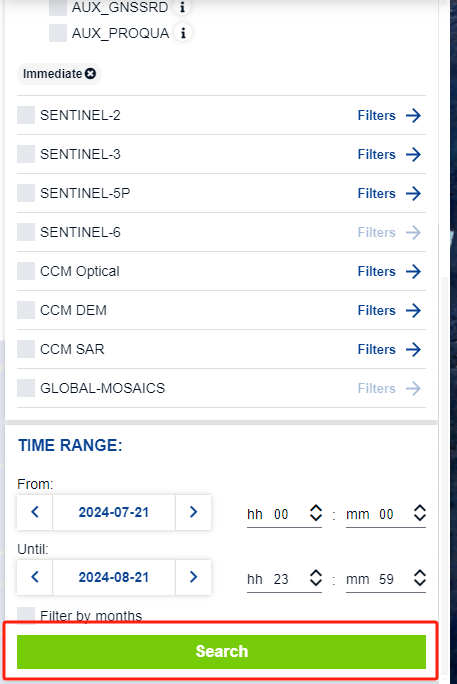 AUX_GNSSRD i
AUX_PROQUA i
Immediate
SENTINEL-2 Filters
SENTINEL-3 Filters
SENTINEL-5P Filters
SENTINEL-6 Filters
CCM Optical Filters
CCM DEM Filters
CCM SAR Filters
GLOBAL-MOSAICS Filters
TIME RANGE:
From:
2024-07-21 hh 00 : mm 00
Until:
2024-08-21 hh 23 : mm 59
Filter by months
Search